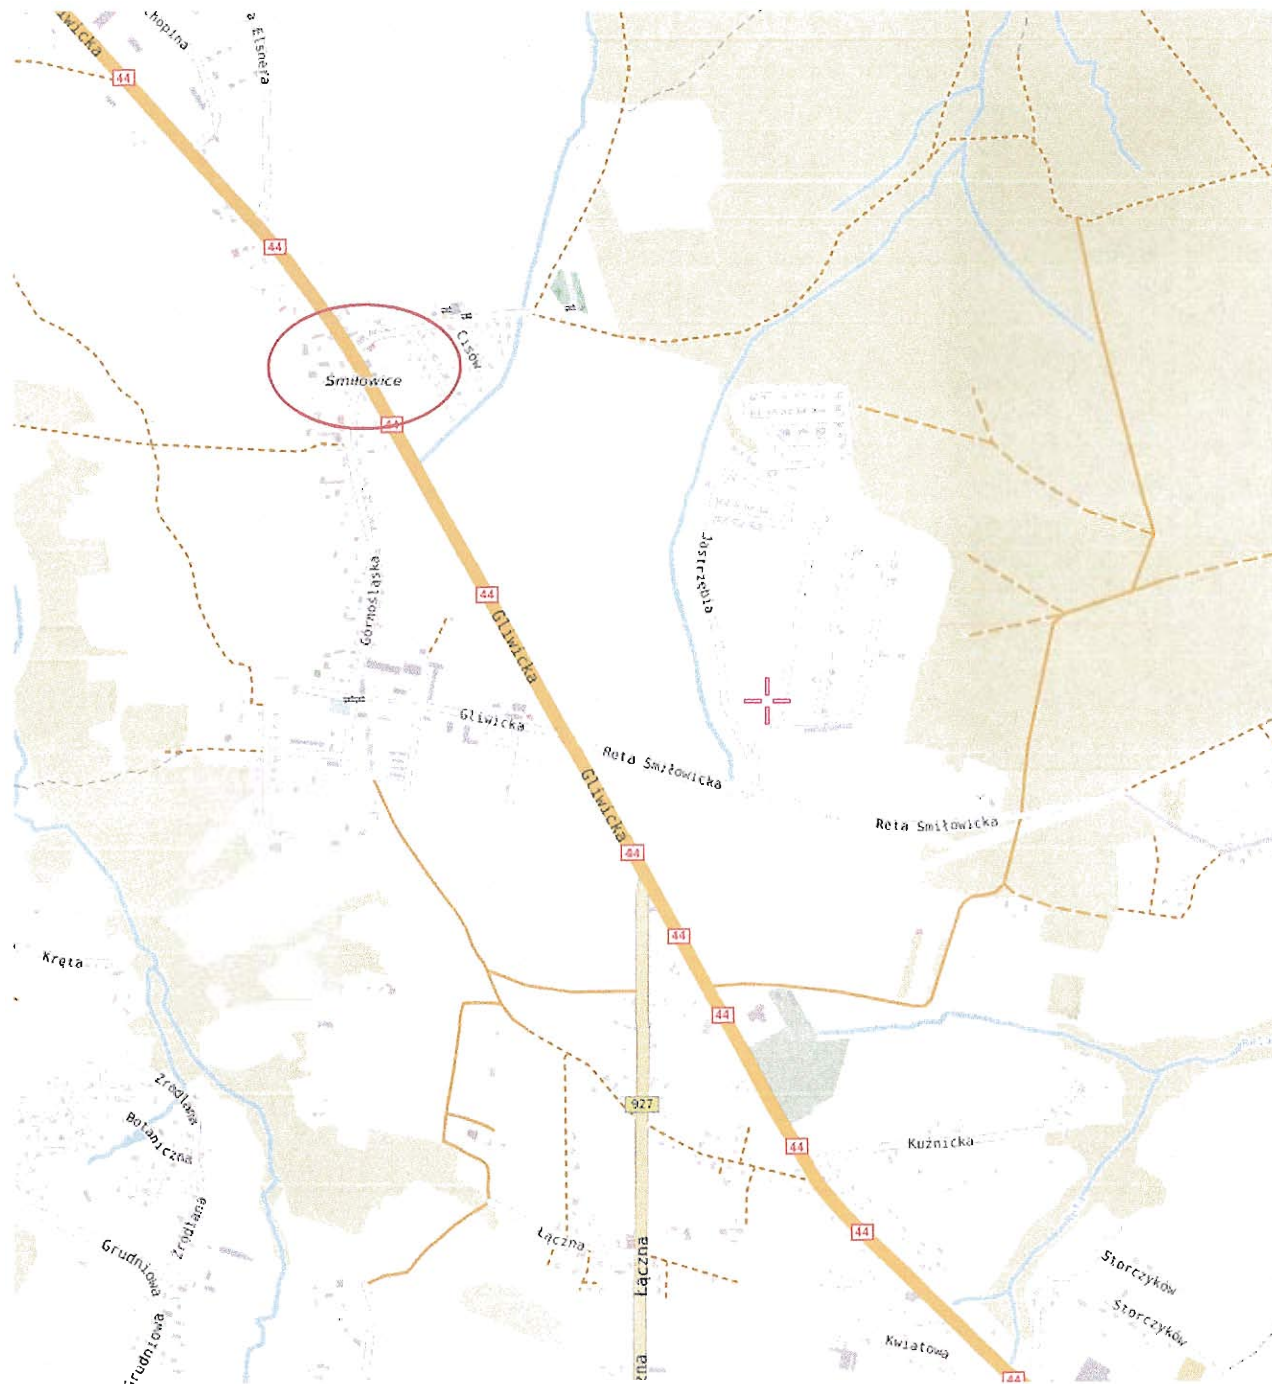 Chopina
a Elsnera
44
44
Cisów
Śmiłowice
44
Jastrzębia
Górnośląska
44
Gliwicka
Gliwicka
Reta Śmiłowicka
Gliwicka
Reta Śmiłowicka
44
44
Kręta
44
Źródlana
927
Botaniczna
Kuźnicka
44
Źródlana
44
Łączna
Grudniowa
Łączna
Storczyków
Storczyków
Grudniowa
Kwiatowa
44